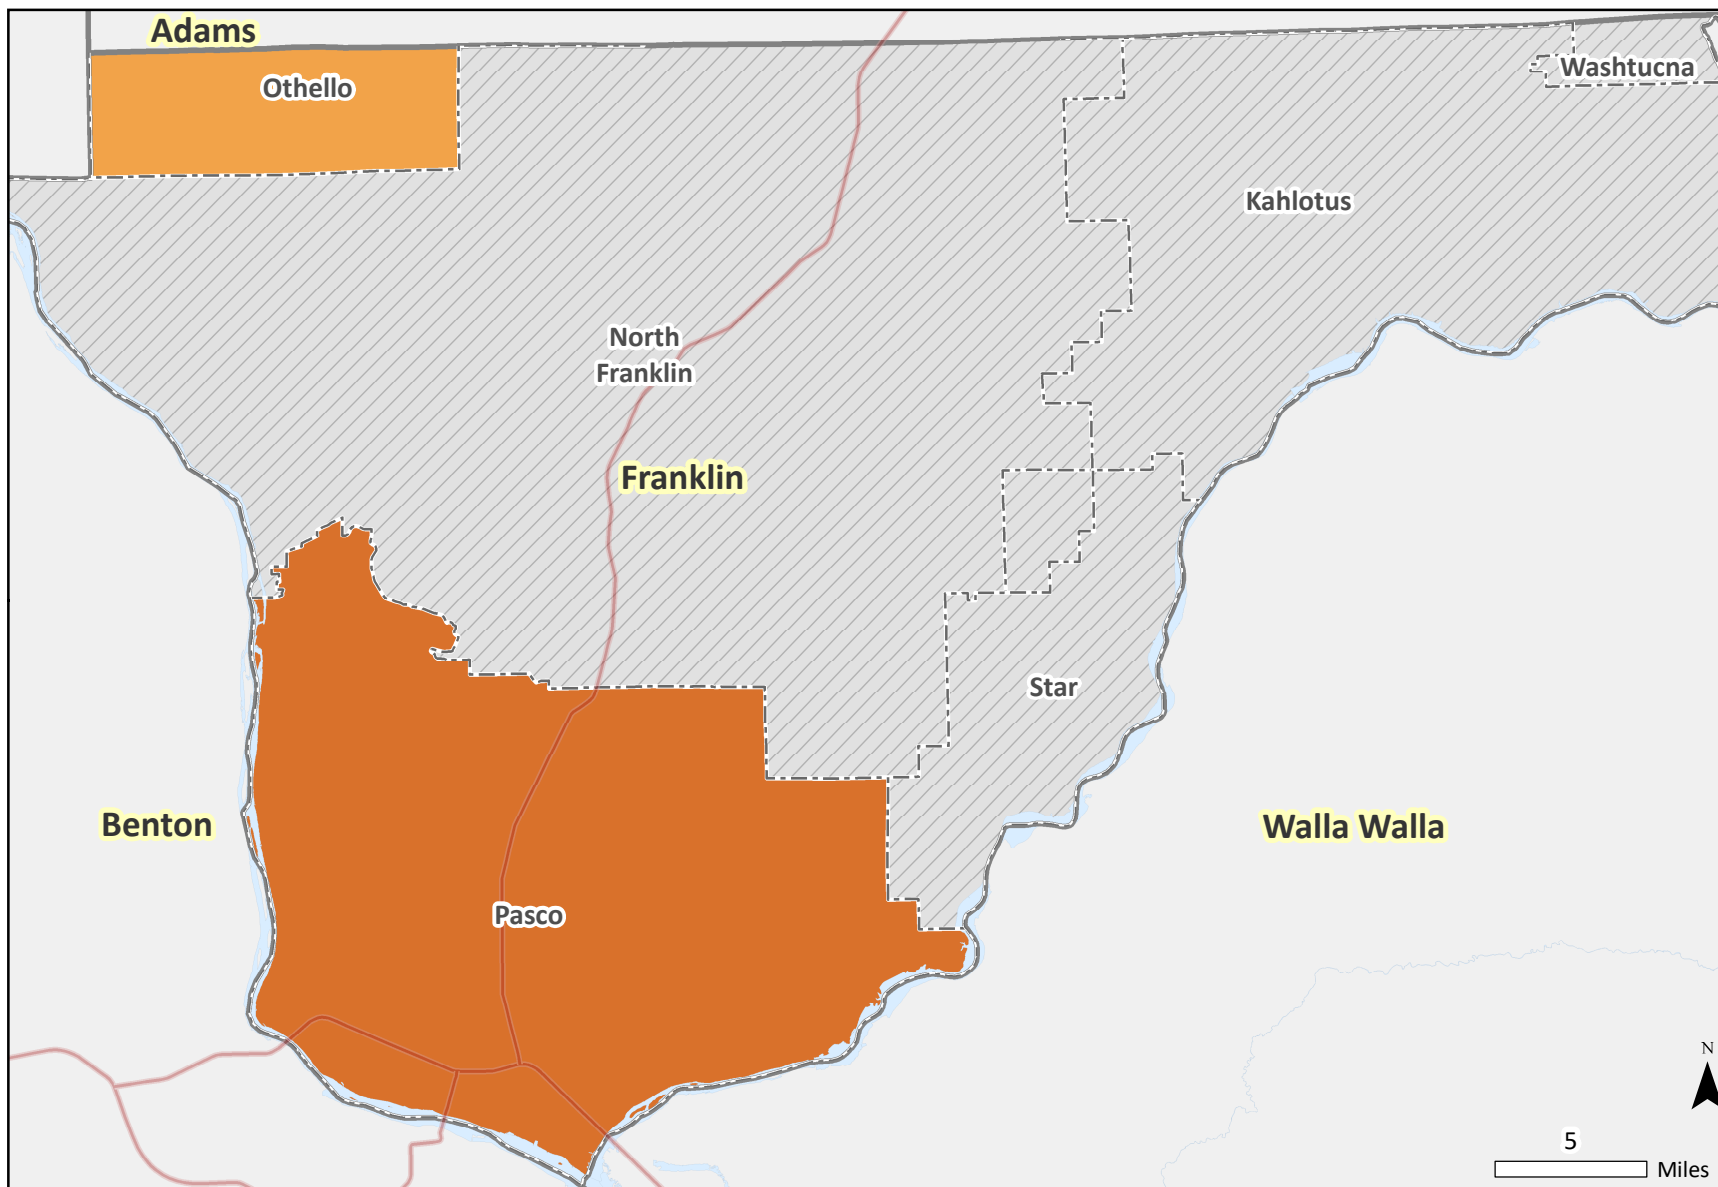 Adams
Othello
Washtucna
Kahlotus
North
Franklin
Franklin
Star
Benton
Walla Walla
Pasco
N
5
Miles